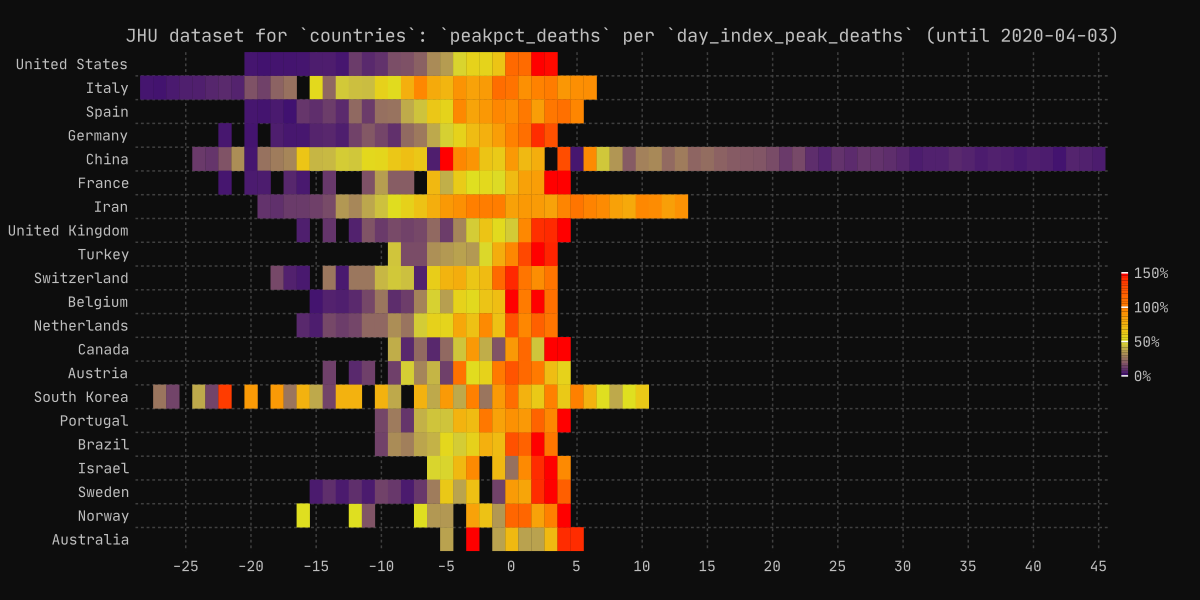 JHU dataset for `countries`: `peakpct_deaths` per `day_index_peak_deaths` (until 2020-04-03)
United States
Italy
Spain
Germany
China
France
Iran
United Kingdom
Turkey
Switzerland
Belgium
Netherlands
Canada
Austria
South Korea
Portugal
Brazil
Israel
Sweden
Norway
Australia
150%
100%
50%
0%
-25 -20 -15 -10 -5 0 5 10 15 20 25 30 35 40 45